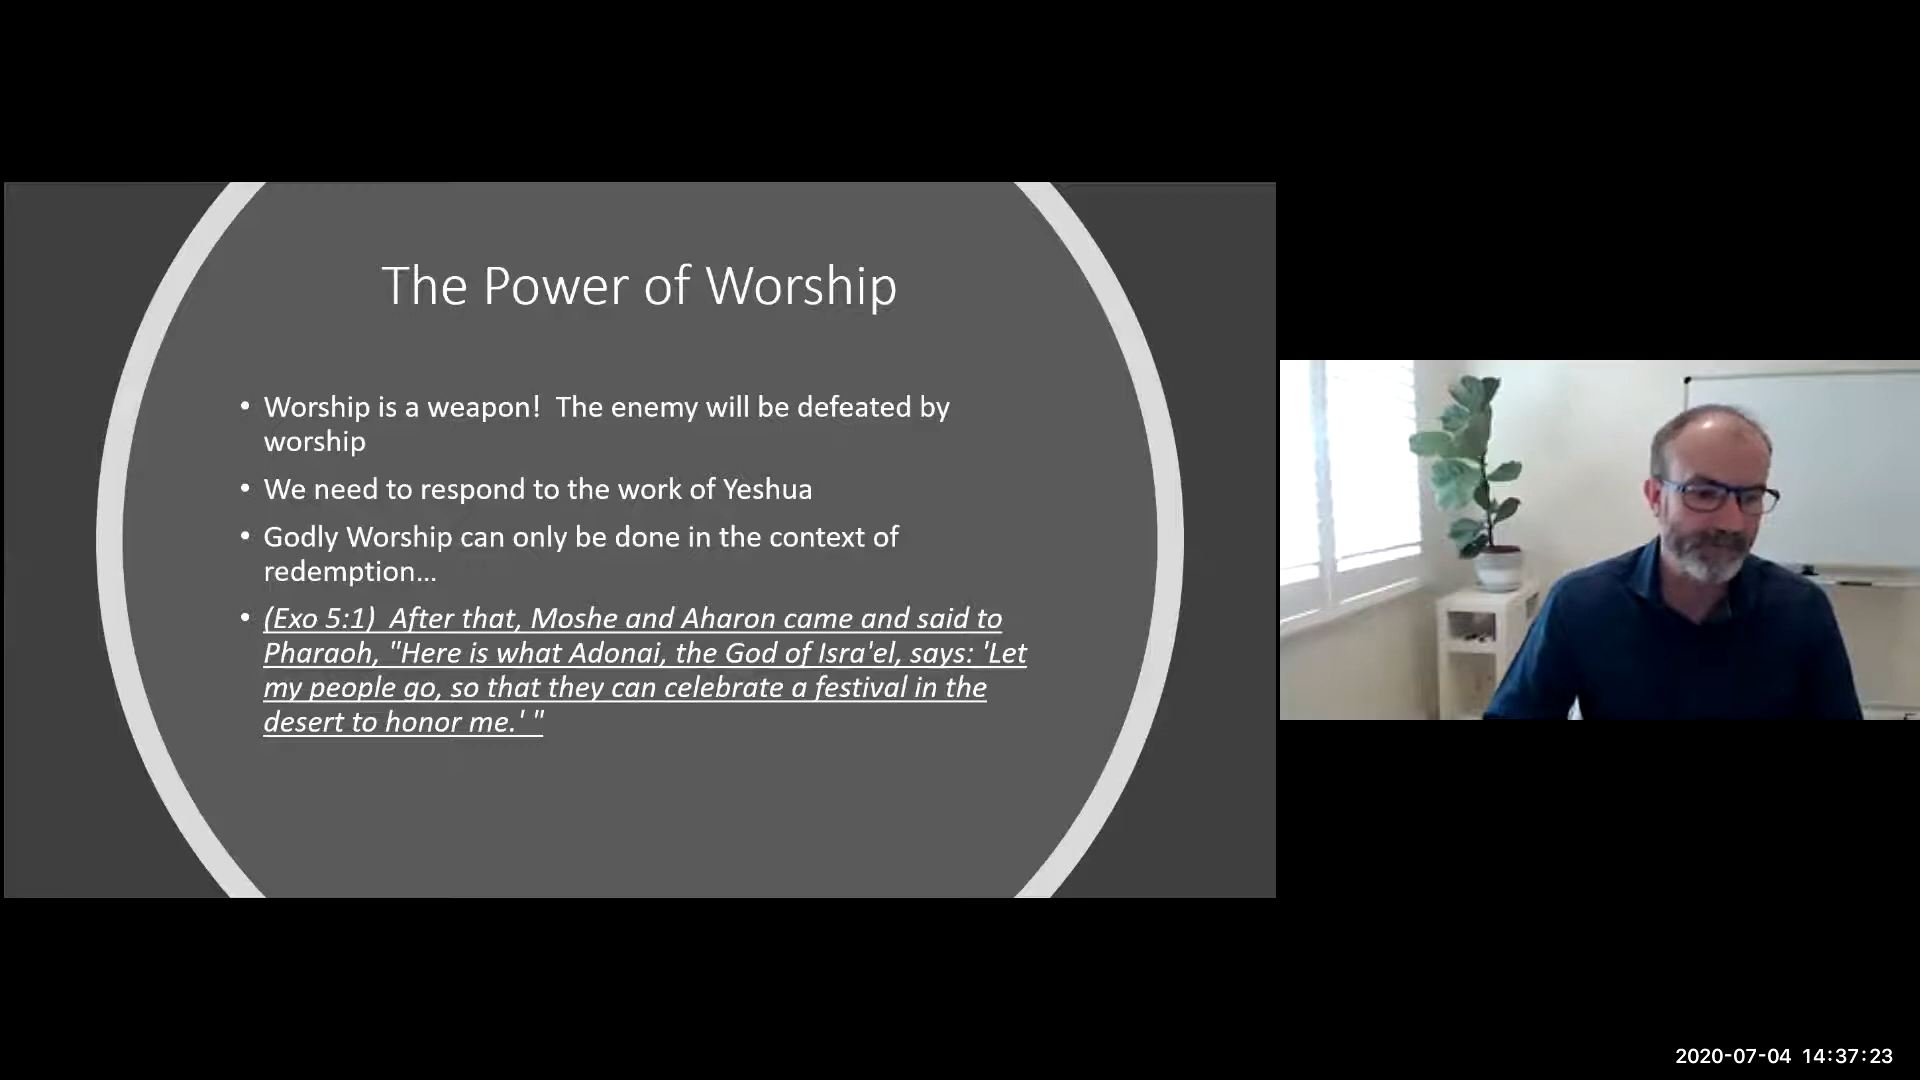 The Power of Worship
• Worship is a weapon!  The enemy will be defeated by
worship
• We need to respond to the work of Yeshua
• Godly Worship can only be done in the context of
redemption...
• (Exo 5:1)  After that, Moshe and Aharon came and said to
Pharaoh, "Here is what Adonai, the God of Isra'el, says: 'Let
my people go, so that they can celebrate a festival in the
desert to honor me.' "
2020-07-04 14:37:23